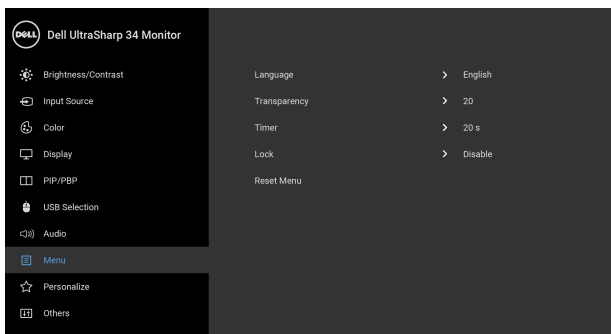 DELL Dell UltraSharp 34 Monitor
Brightness/Contrast
Input Source
Color
Display
PIP/PBP
USB Selection
Audio
Menu
Personalize
Others
Language > English
Transparency > 20
Timer > 20 s
Lock > Disable
Reset Menu